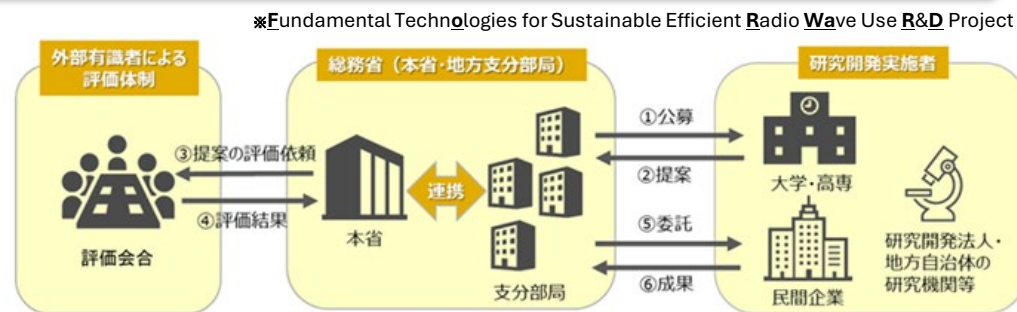 ※Fundamental Technologies for Sustainable Efficient Radio Wave Use R&D Project
外部有識者による
評価体制
総務省（本省・地方支分部局）
研究開発実施者
①公募
③提案の評価依頼
②提案
大学・高専
連携
④評価結果
⑤委託
本省
評価会合
研究開発法人・
地方自治体の
研究機関等
支分部局
⑥成果
民間企業